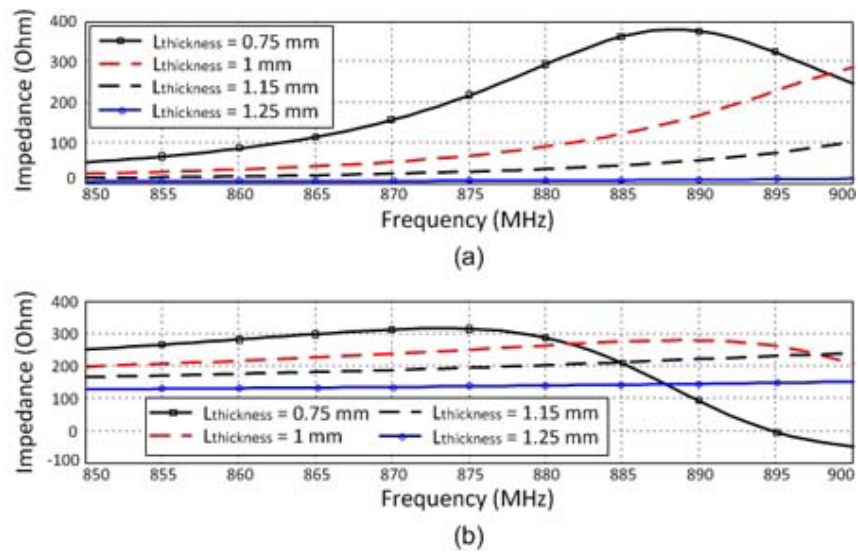 400
300
200
100
0
Impedance (Ohm)
Lthickness = 0.75 mm
Lthickness = 1 mm
Lthickness = 1.15 mm
Lthickness = 1.25 mm
850 855 860 865 870 875 880 885 890 895 900
Frequency (MHz)
(a)
400
300
200
100
0
-100
Impedance (Ohm)
Lthickness = 0.75 mm Lthickness = 1.15 mm
Lthickness = 1 mm Lthickness = 1.25 mm
850 855 860 865 870 875 880 885 890 895 900
Frequency (MHz)
(b)